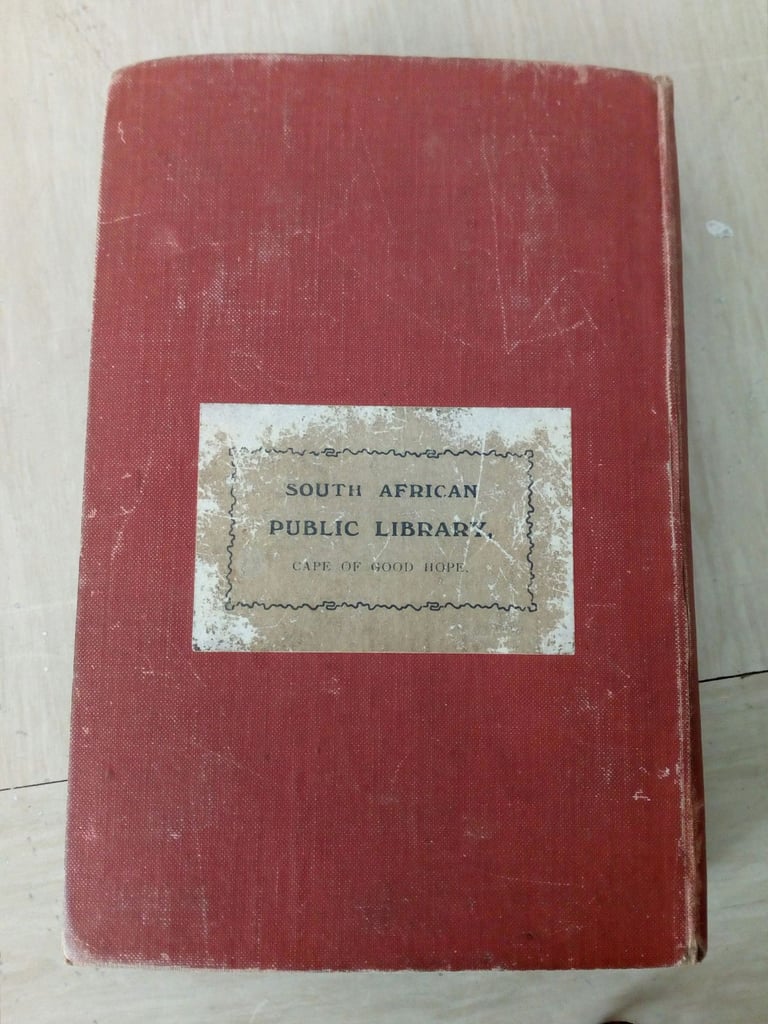 SOUTH AFRICAN
PUBLIC LIBRARY,
CAPE OF GOOD HOPE.